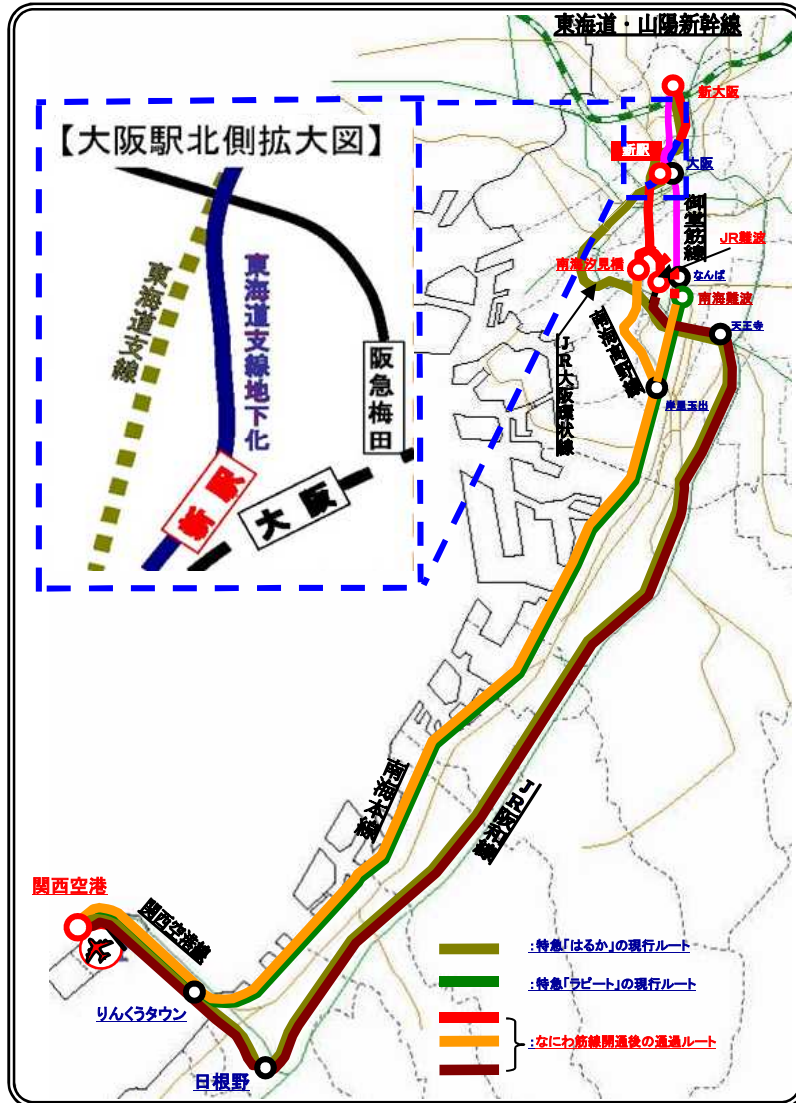 東海道・山陽新幹線
新大阪
【大阪駅北側拡大図】
新駅
大阪
御堂筋線
JR難波
東海道支線
東海道支線地下化
阪急梅田
南海汐見橋
なんば
南海難波
天王寺
JR大阪環状線
南海高野線
岸里玉出
新駅
大阪
南海本線
JR阪和線
関西空港
関西空港線
りんくうタウン
日根野
:特急「はるか」の現行ルート
:特急「ラピート」の現行ルート
:なにわ筋線開通後の通過ルート